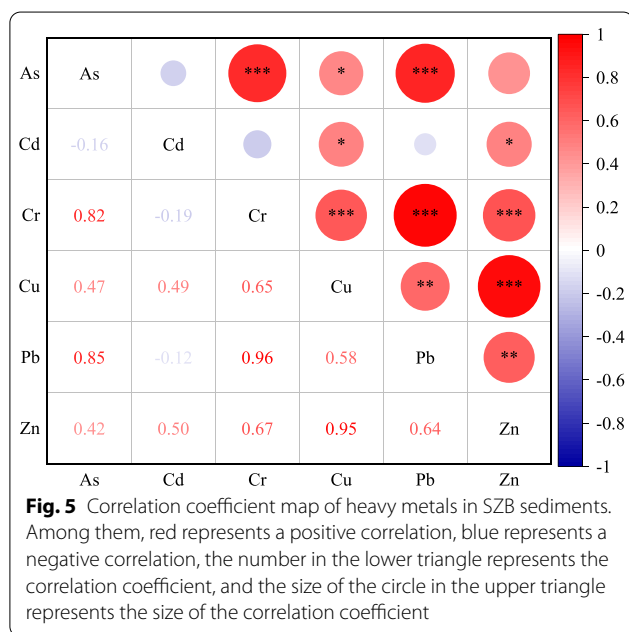 As As *** * *** 1
0.8
Cd -0.16 Cd * * 0.6
0.4
Cr 0.82 -0.19 Cr *** *** *** 0.2
0
Cu 0.47 0.49 0.65 Cu ** *** -0.2
-0.4
Pb 0.85 -0.12 0.96 0.58 Pb ** -0.6
Zn 0.42 0.50 0.67 0.95 0.64 Zn -0.8
-1
As Cd Cr Cu Pb Zn
Fig. 5 Correlation coefficient map of heavy metals in SZB sediments.
Among them, red represents a positive correlation, blue represents a
negative correlation, the number in the lower triangle represents the
correlation coefficient, and the size of the circle in the upper triangle
represents the size of the correlation coefficient